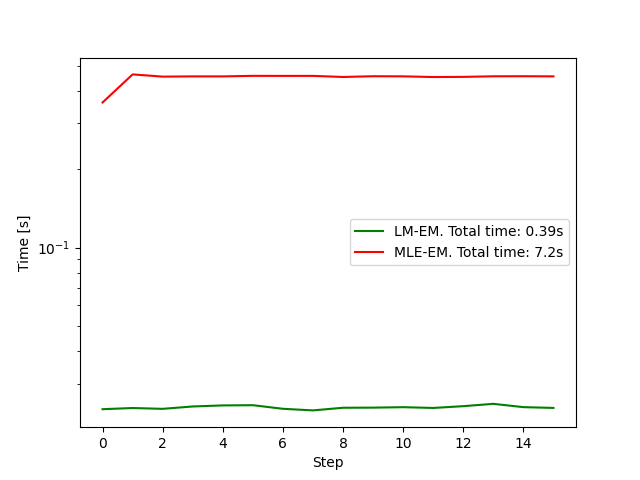 Time [s]
10⁻¹
LM-EM. Total time: 0.39s
MLE-EM. Total time: 7.2s
0 2 4 6 8 10 12 14
Step